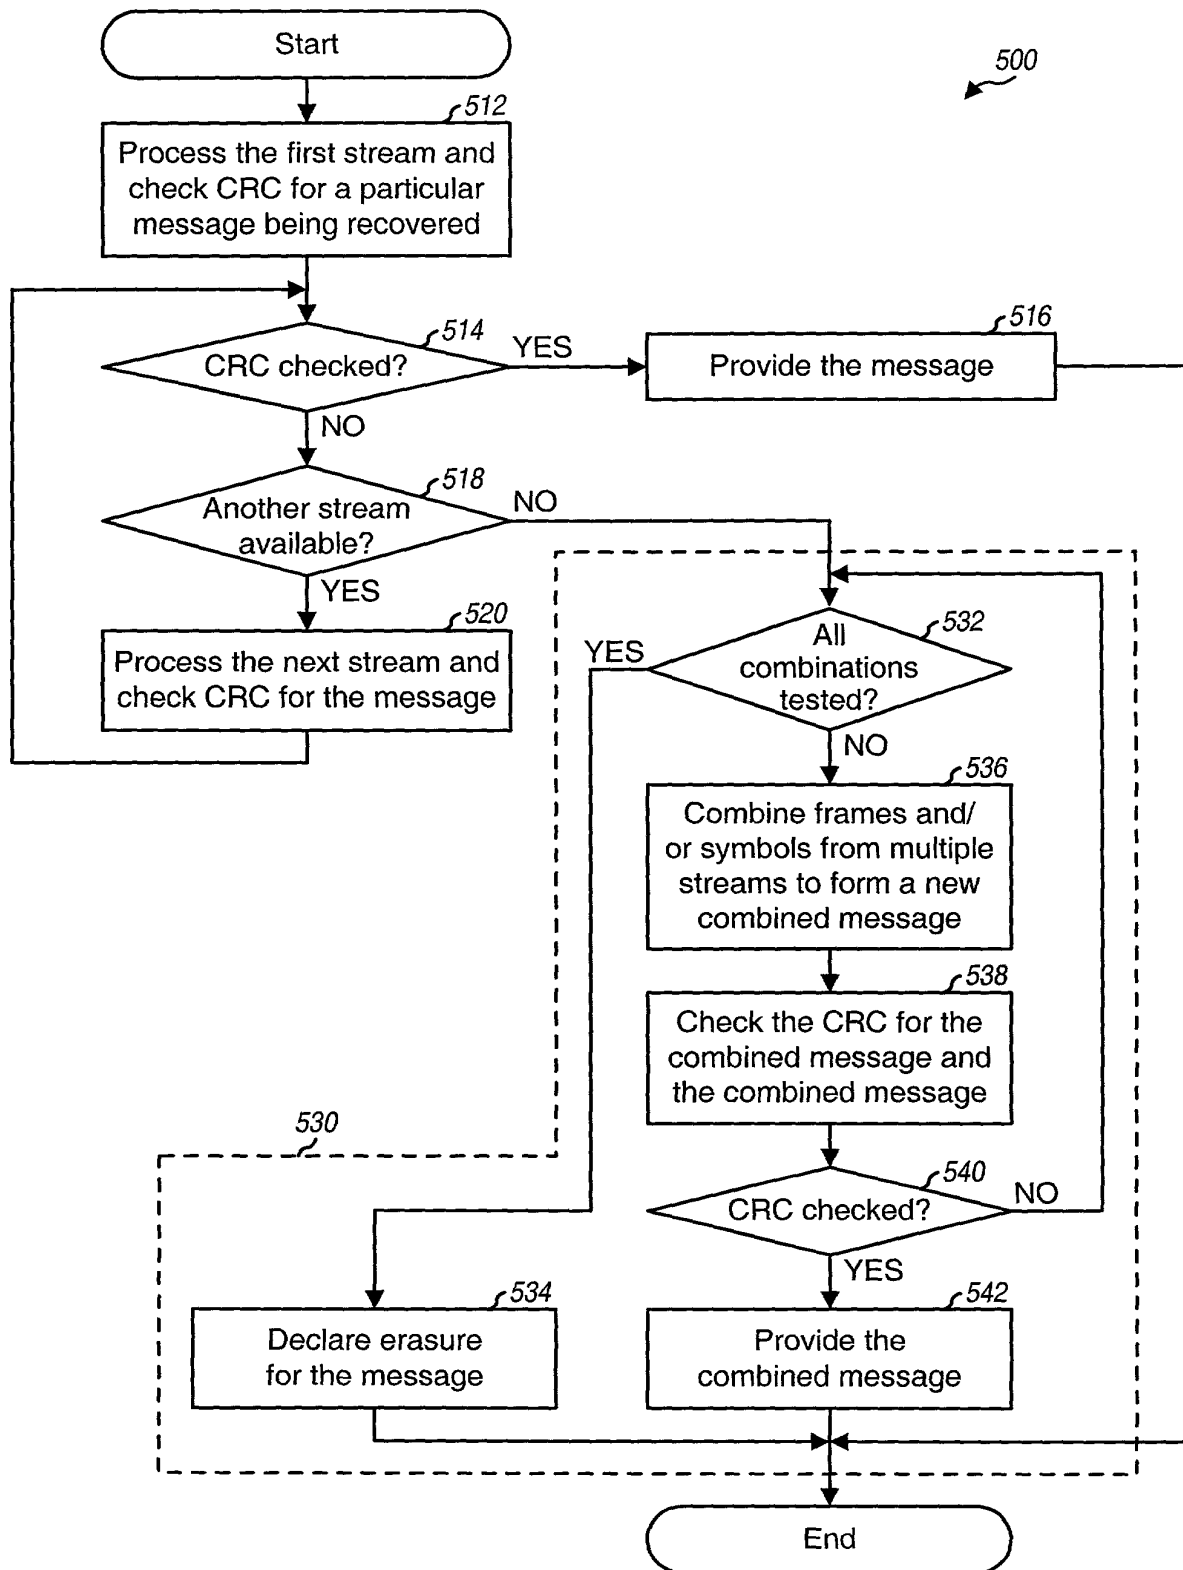 Start
500
512
Process the first stream and
check CRC for a particular
message being recovered
514
CRC checked?
YES
NO
516
Provide the message
518
Another stream
available?
NO
YES
520
Process the next stream and
check CRC for the message
532
All
combinations
tested?
YES
NO
536
Combine frames and/
or symbols from multiple
streams to form a new
combined message
538
Check the CRC for the
combined message and
the combined message
530
540
CRC checked?
NO
YES
534
Declare erasure
for the message
542
Provide the
combined message
End